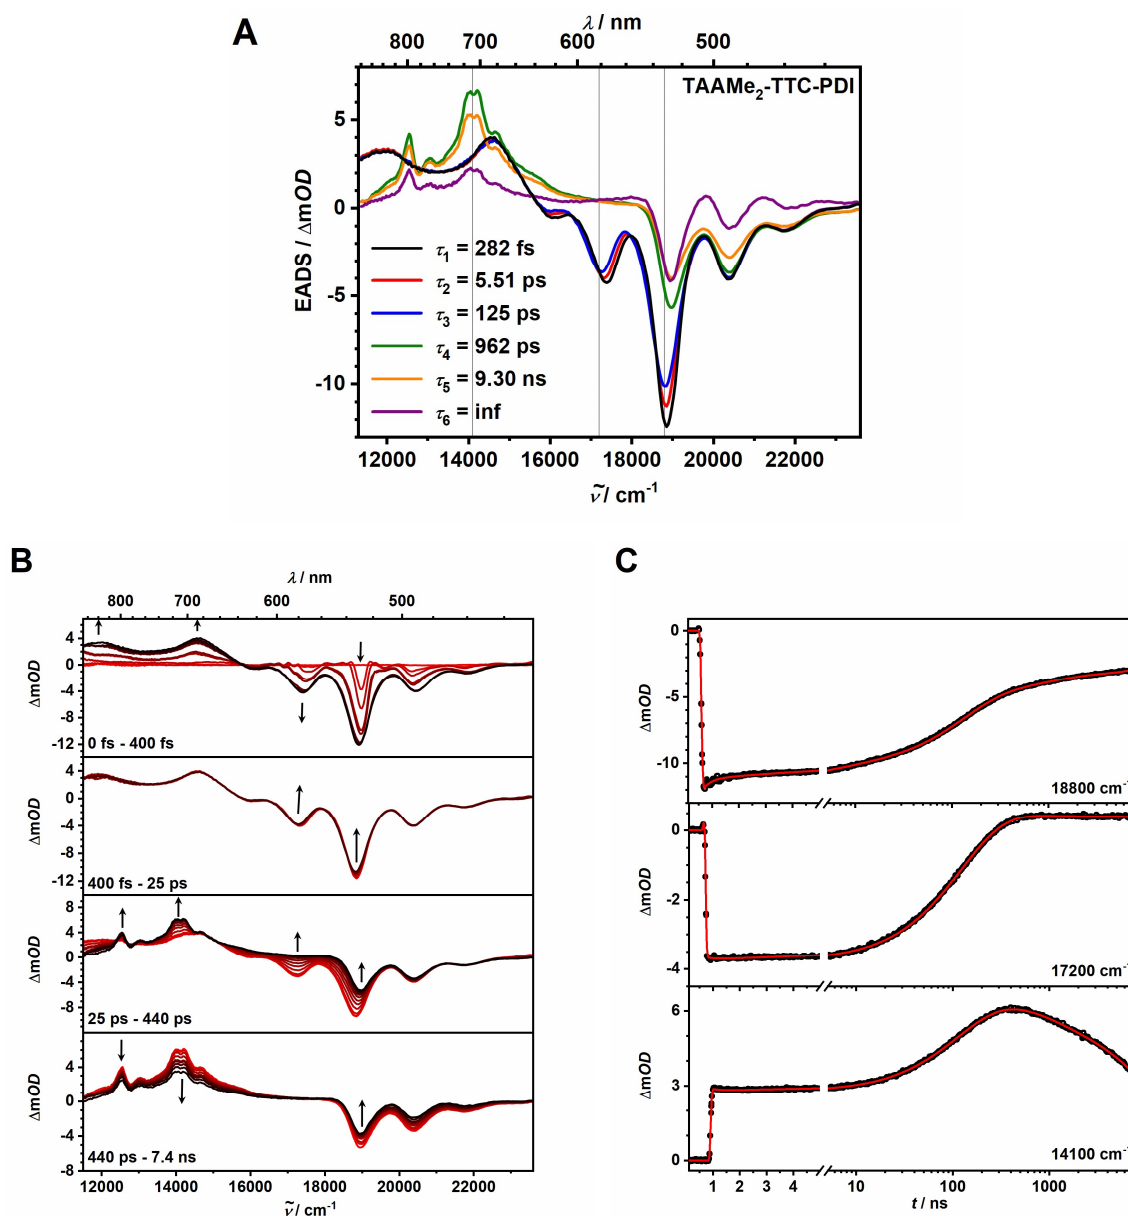 A
λ / nm
800 700 600 500
TAAMe2-TTC-PDI
EADS / ΔmOD
5
0
-5
-10
τ1 = 282 fs
τ2 = 5.51 ps
τ3 = 125 ps
τ4 = 962 ps
τ5 = 9.30 ns
τ6 = inf
12000 14000 16000 18000 20000 22000
ν̃ / cm-1
B
λ / nm
800 700 600 500
ΔmOD
4
0
-4
-8
-12
0 fs - 400 fs
ΔmOD
4
0
-4
-8
-12
400 fs - 25 ps
ΔmOD
8
4
0
-4
-8
25 ps - 440 ps
ΔmOD
4
0
-4
-8
440 ps - 7.4 ns
12000 14000 16000 18000 20000 22000
ν̃ / cm-1
C
ΔmOD
0
-5
-10
18800 cm-1
ΔmOD
0
-2
-4
17200 cm-1
ΔmOD
6
3
0
14100 cm-1
1 2 3 4 10 100 1000
t / ns